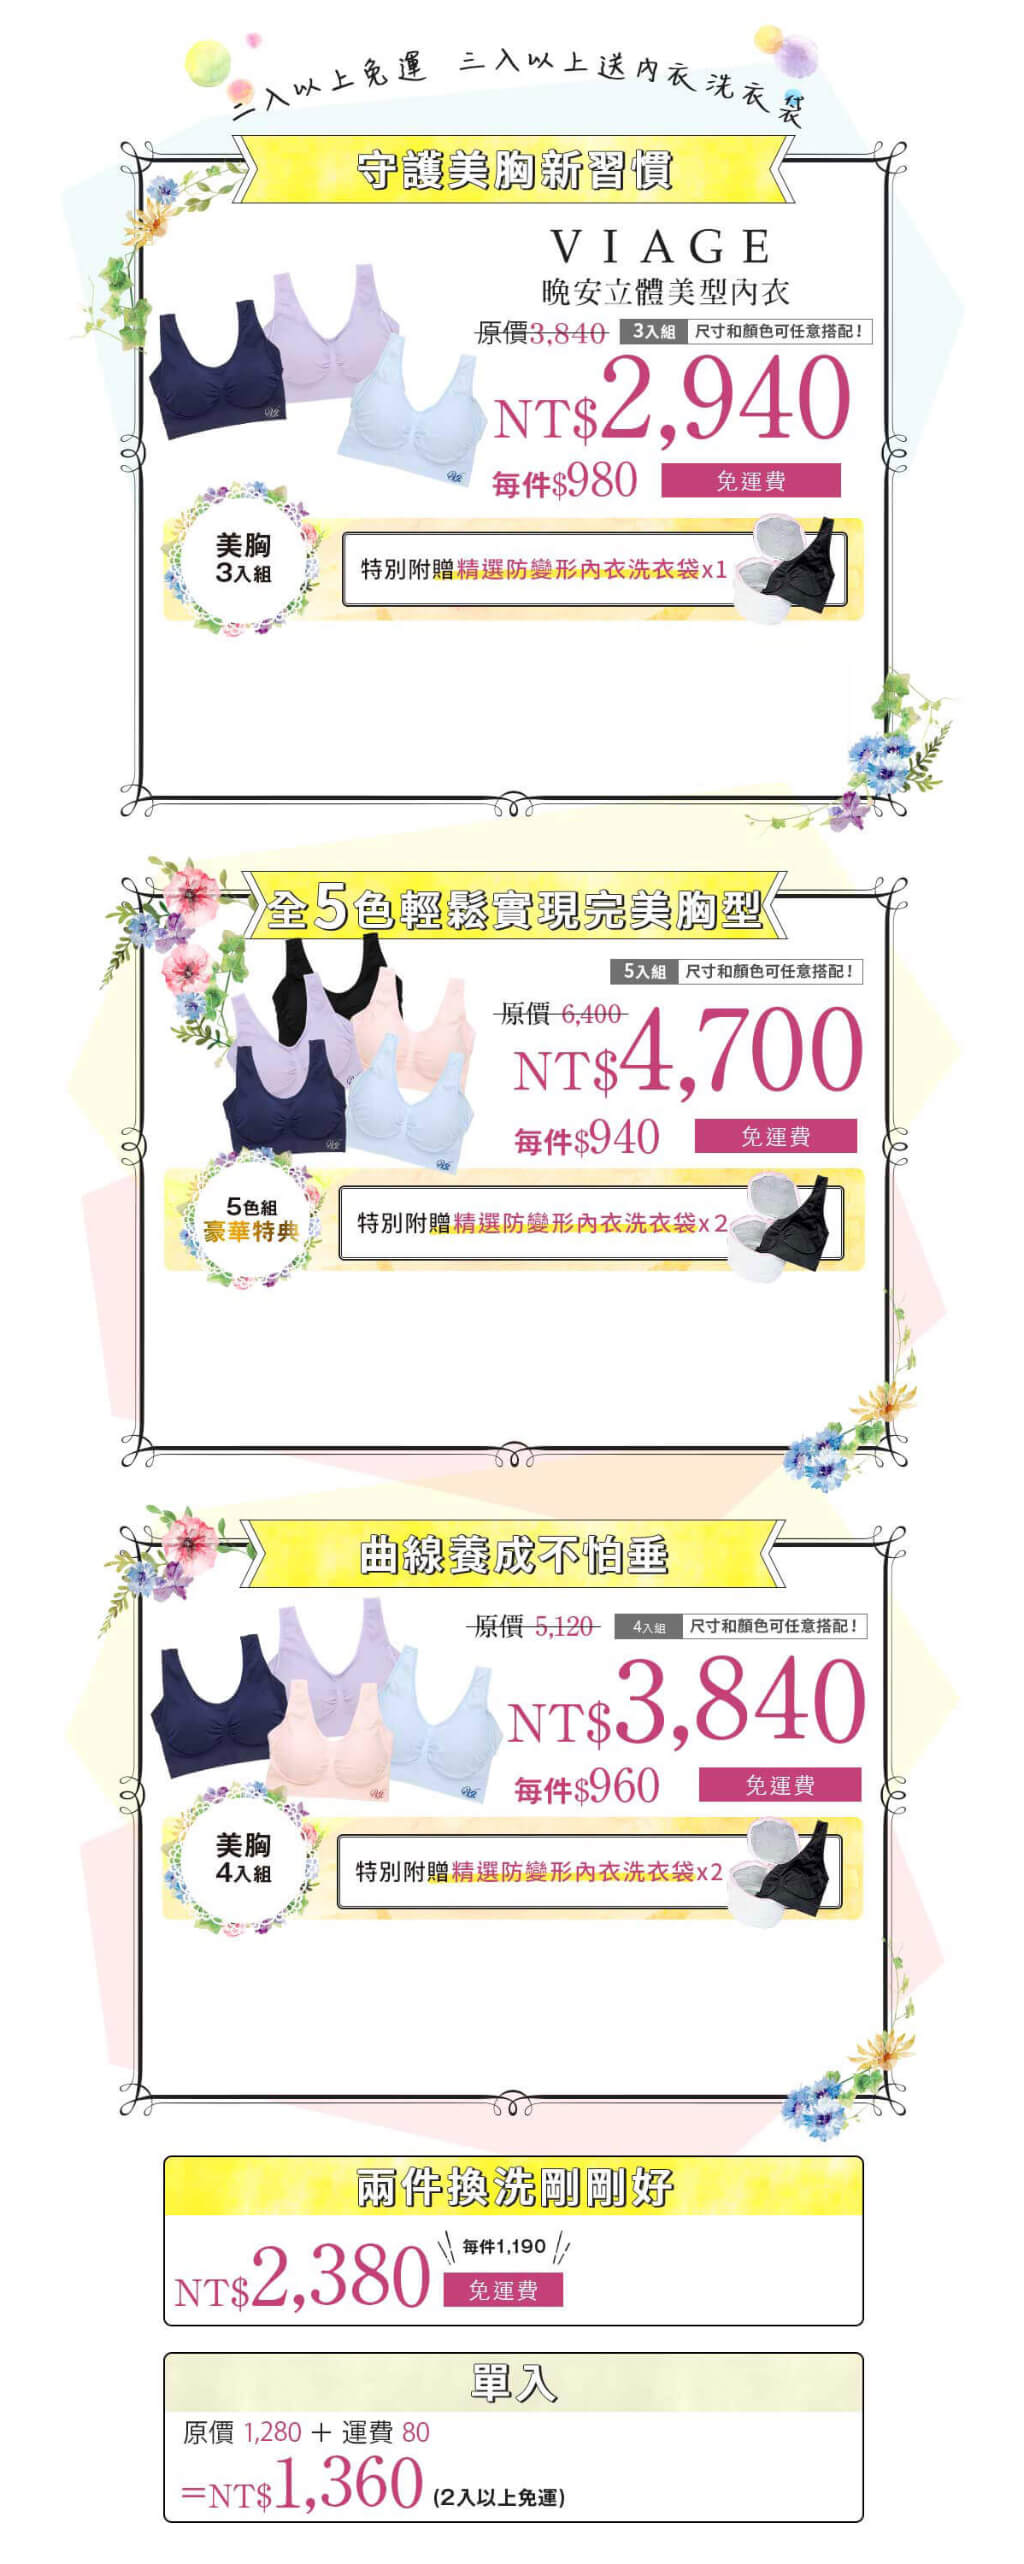 二入以上免運 三入以上送內衣洗衣袋
守護美胸新習慣
VIAGE
晚安立體美型內衣
原價3,840 3入組 尺寸和顏色可任意搭配!
NT$2,940
每件$980 免運費
美胸
3入組
特別附贈精選防變形內衣洗衣袋x1
全5色輕鬆實現完美胸型
5入組 尺寸和顏色可任意搭配!
原價 6,400
NT$4,700
每件$940 免運費
5色組
豪華特典
特別附贈精選防變形內衣洗衣袋x2
曲線養成不怕垂
原價 5,120 4入組 尺寸和顏色可任意搭配!
NT$3,840
每件$960 免運費
美胸
4入組
特別附贈精選防變形內衣洗衣袋x2
兩件換洗剛剛好
每件1,190
NT$2,380 免運費
單入
原價 1,280 + 運費 80
=NT$1,360 (2入以上免運)